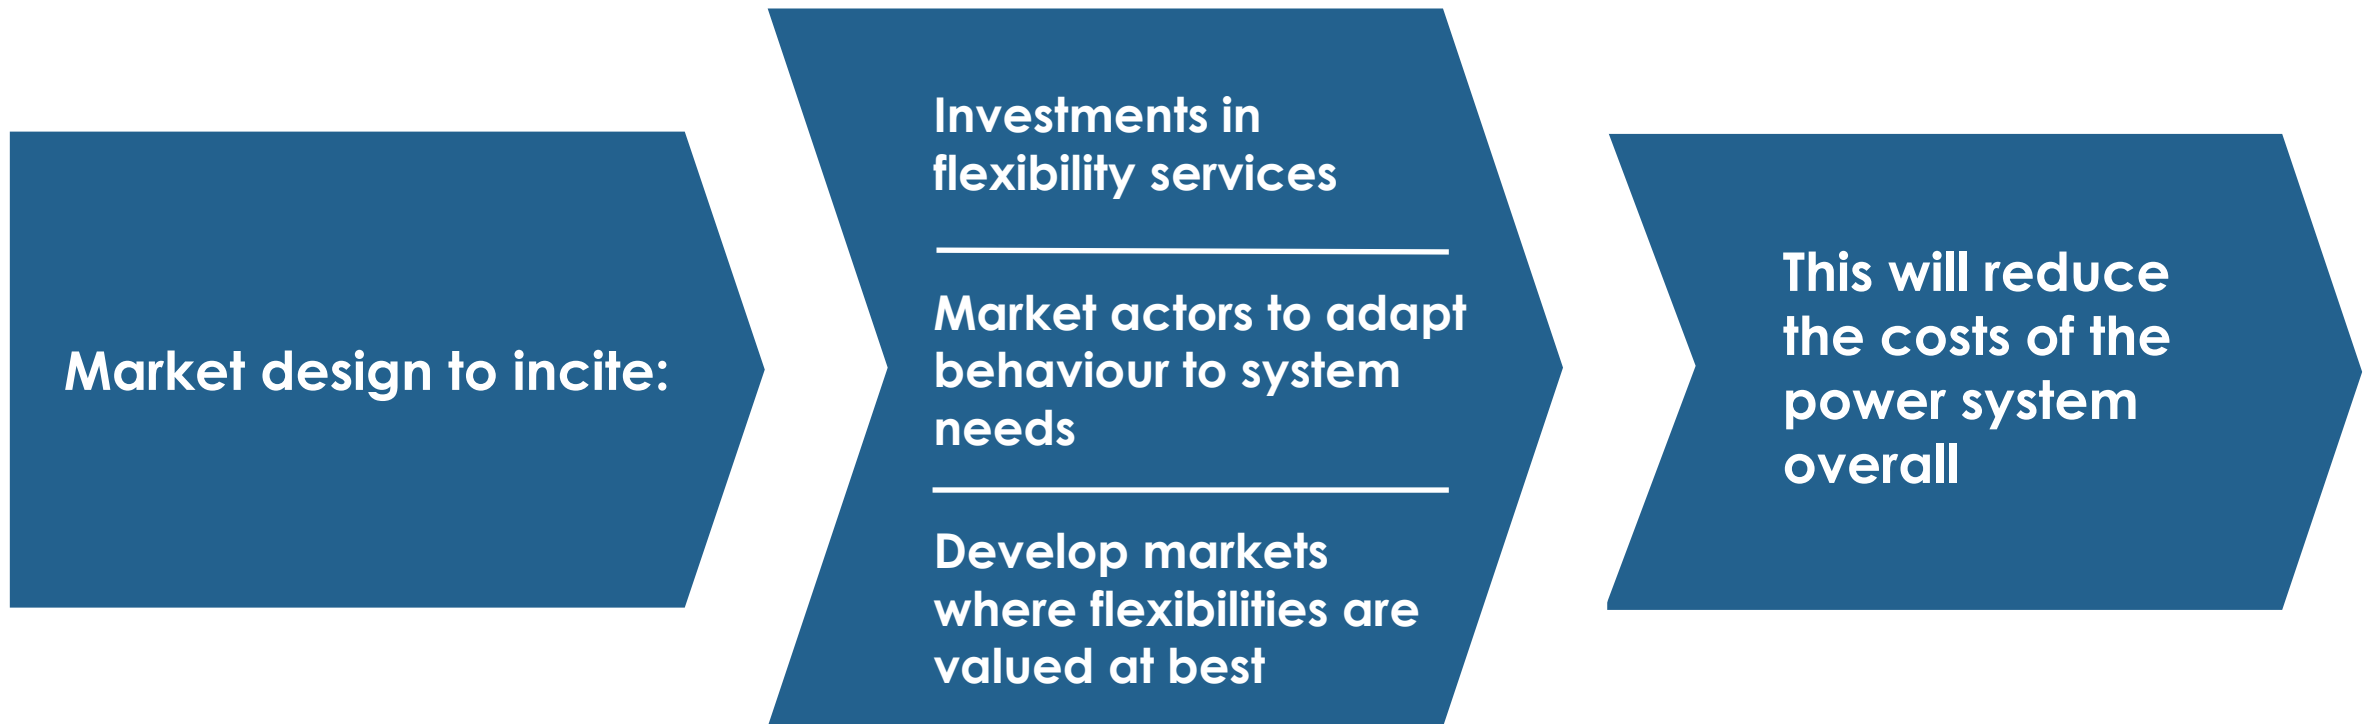 Market design to incite:
Investments in
flexibility services
Market actors to adapt
behaviour to system
needs
Develop markets
where flexibilities are
valued at best
This will reduce
the costs of the
power system
overall